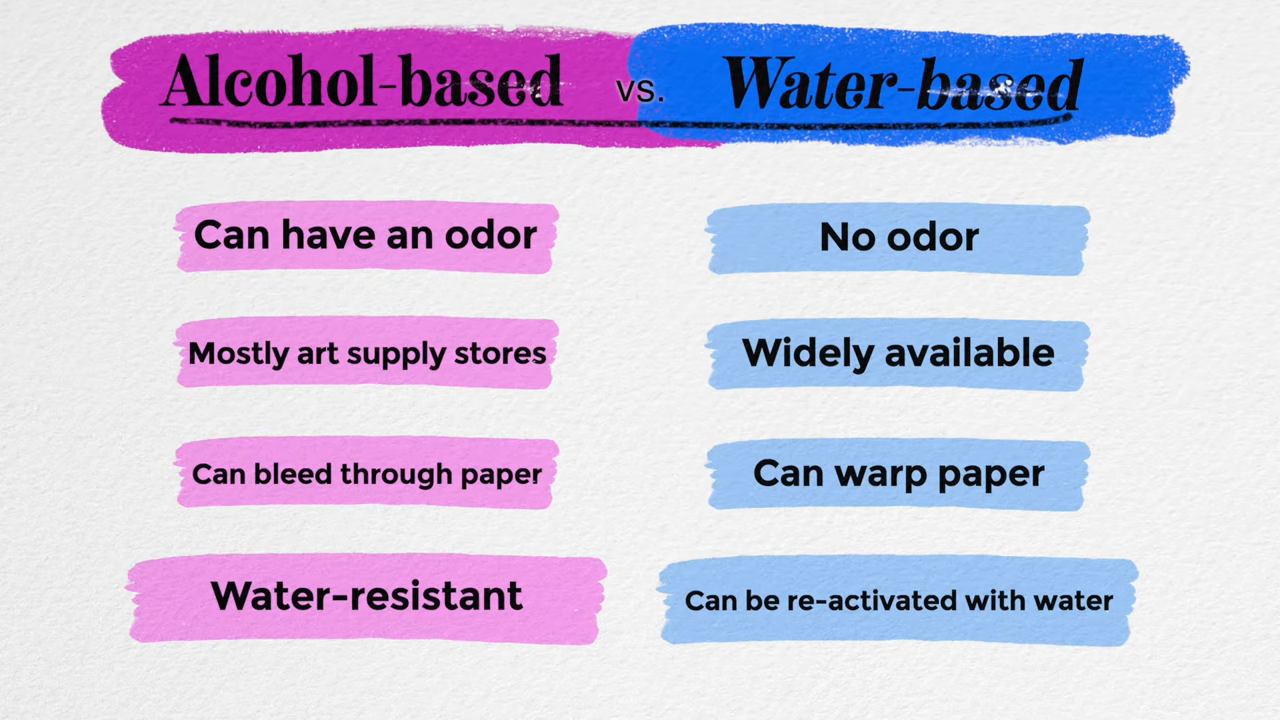 Alcohol-based vs. Water-based
Can have an odor
No odor
Mostly art supply stores
Widely available
Can bleed through paper
Can warp paper
Water-resistant
Can be re-activated with water